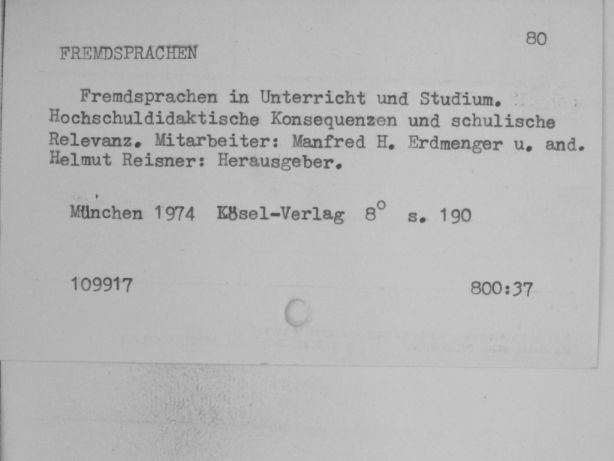 80
FREMDSPRACHEN
Fremdsprachen in Unterricht und Studium.
Hochschuldidaktische Konsequenzen und schulische
Relevanz. Mitarbeiter: Manfred H. Erdmenger u. and.
Helmut Reisner: Herausgeber.
München 1974 Kösel-Verlag 8° s. 190
109917 800:37